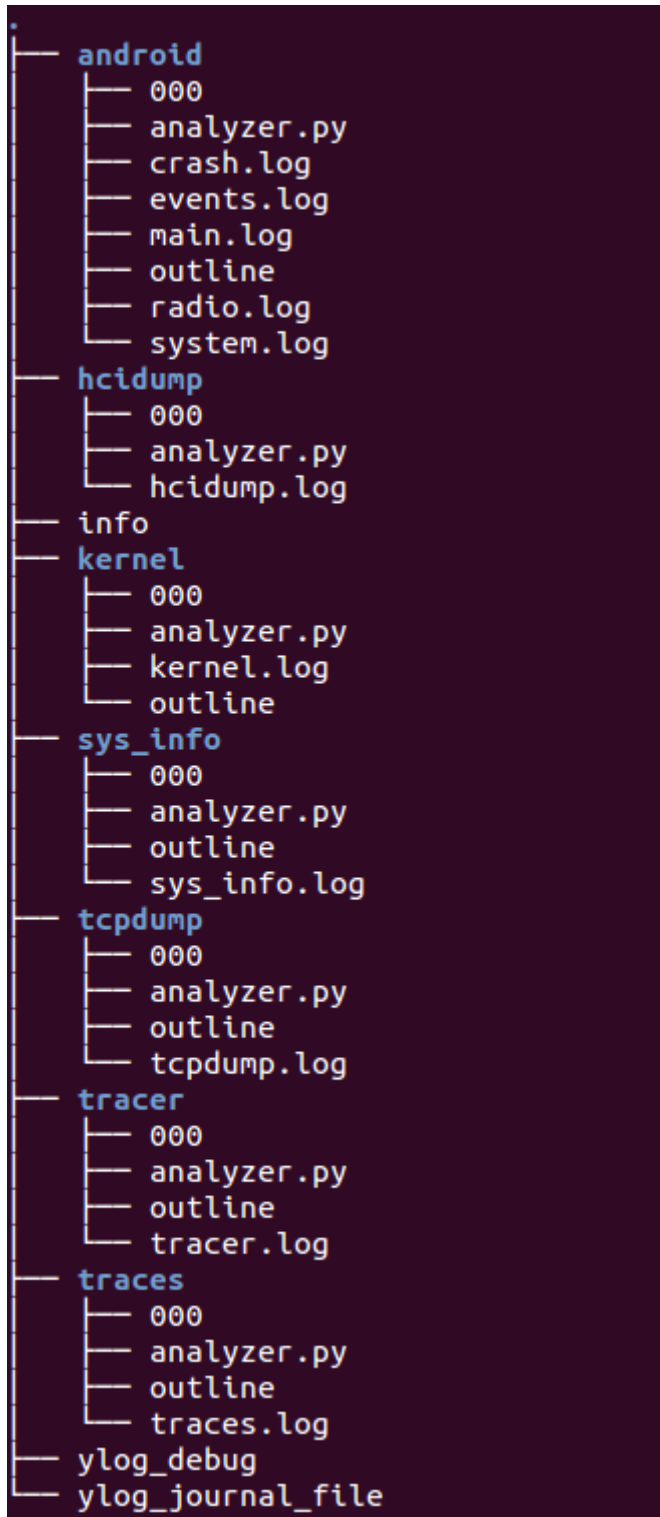 .
├── android
│   ├── 000
│   ├── analyzer.py
│   ├── crash.log
│   ├── events.log
│   ├── main.log
│   ├── outline
│   ├── radio.log
│   └── system.log
├── hcidump
│   ├── 000
│   ├── analyzer.py
│   └── hcidump.log
├── info
├── kernel
│   ├── 000
│   ├── analyzer.py
│   ├── kernel.log
│   └── outline
├── sys_info
│   ├── 000
│   ├── analyzer.py
│   ├── outline
│   └── sys_info.log
├── tcpdump
│   ├── 000
│   ├── analyzer.py
│   ├── outline
│   └── tcpdump.log
├── tracer
│   ├── 000
│   ├── analyzer.py
│   ├── outline
│   └── tracer.log
├── traces
│   ├── 000
│   ├── analyzer.py
│   ├── outline
│   └── traces.log
├── ylog_debug
└── ylog_journal_file